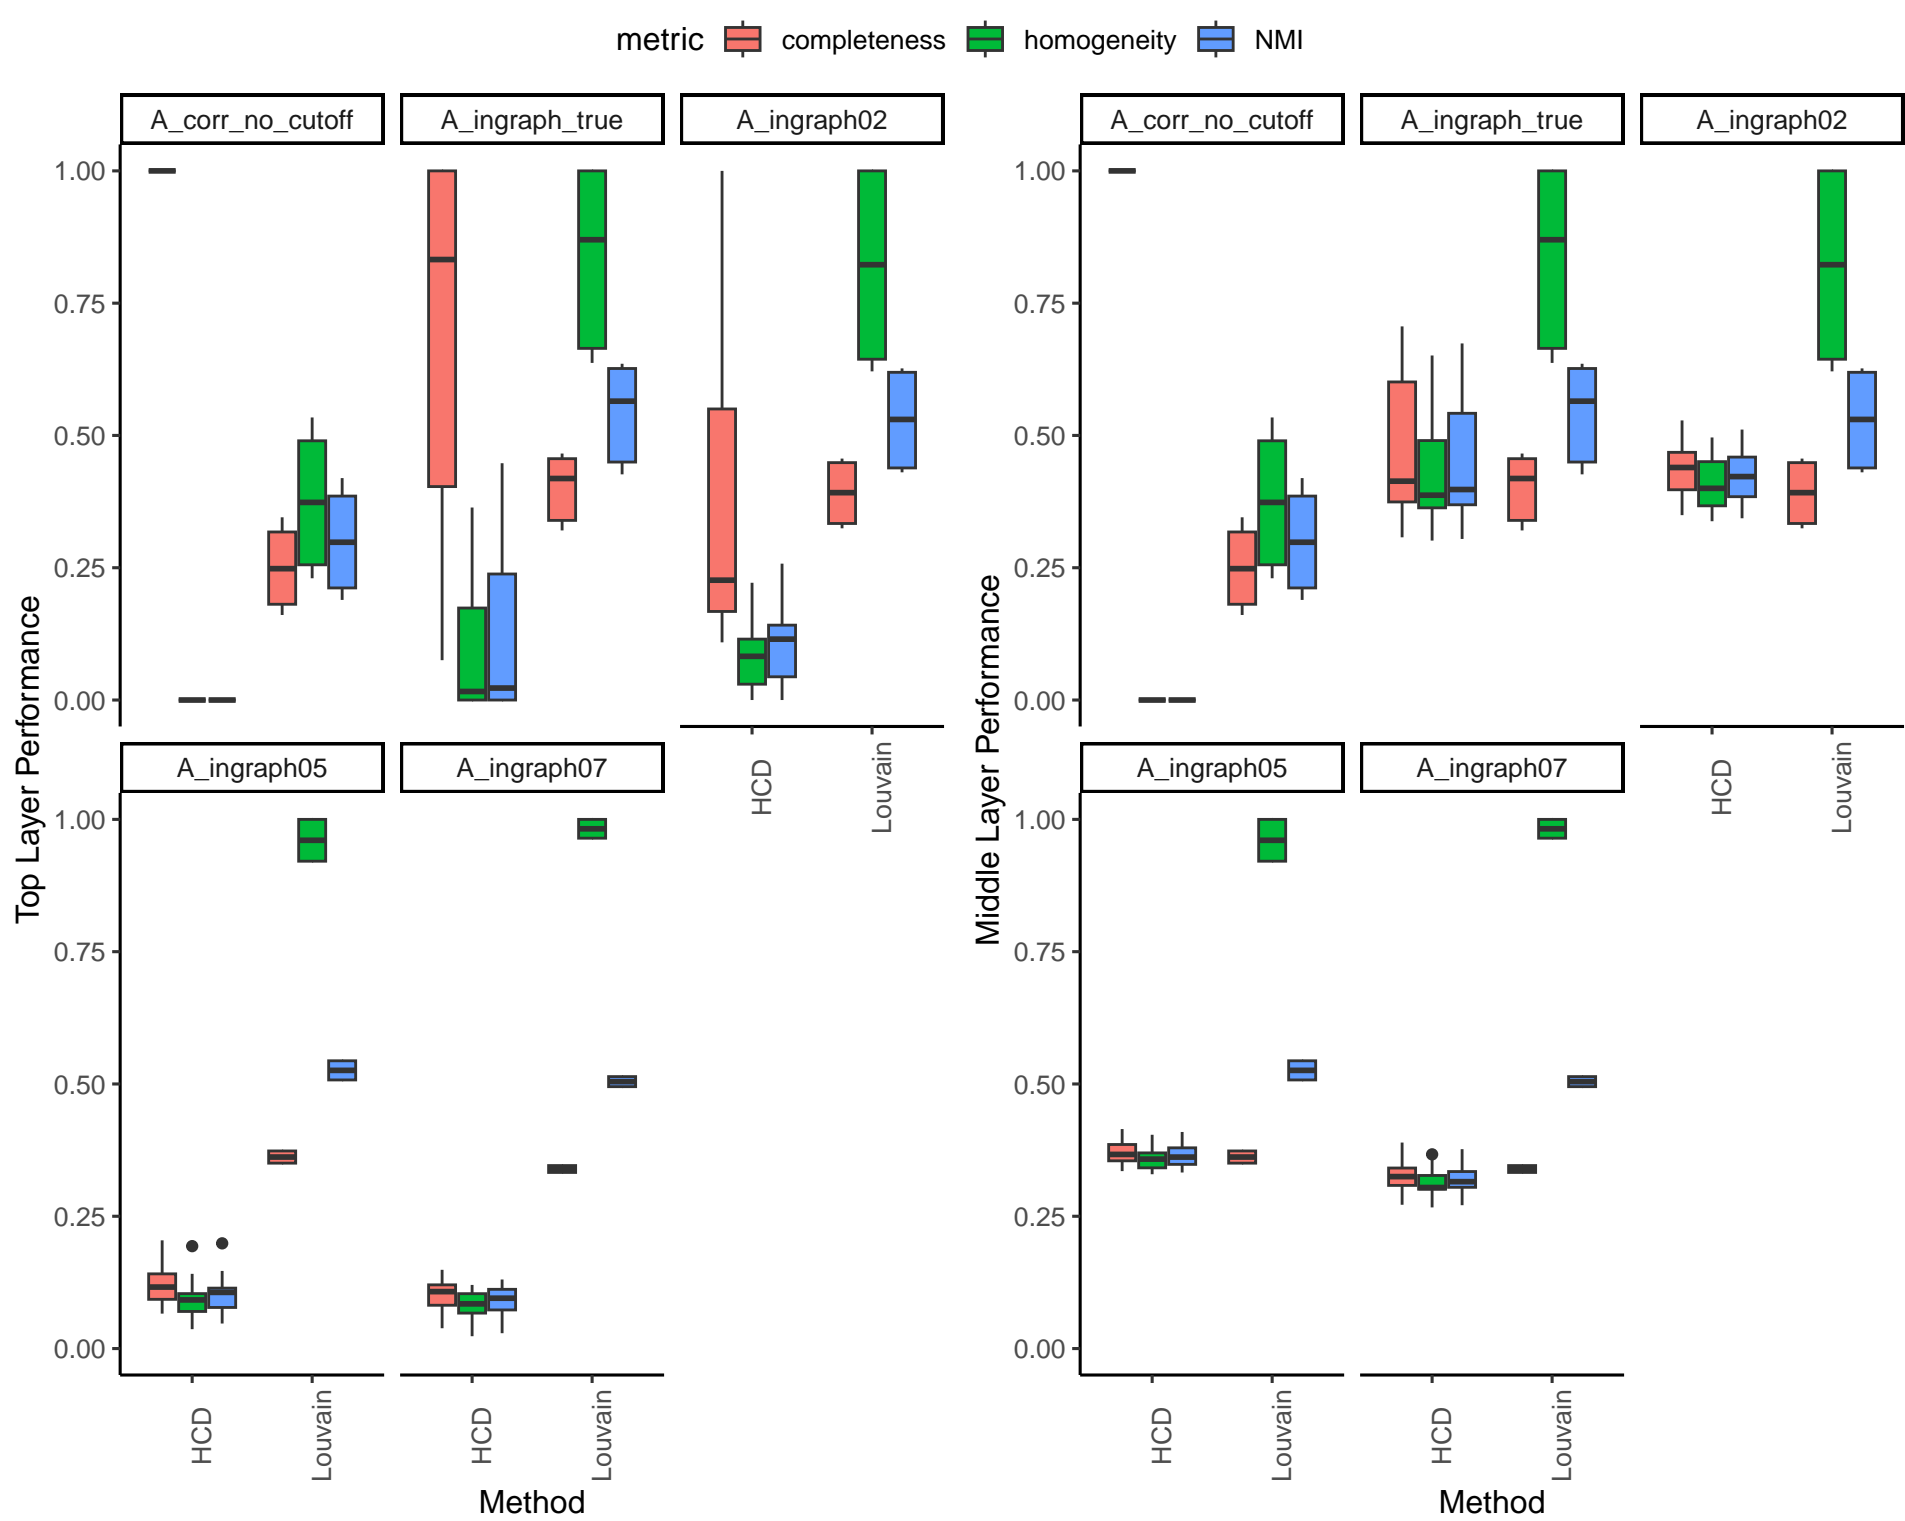 metric completeness homogeneity NMI
A_corr_no_cutoff A_ingraph_true A_ingraph02
1.00
0.75
0.50
0.25
0.00
HCD
Louvain
A_ingraph05 A_ingraph07
1.00
0.75
0.50
0.25
0.00
HCD
Louvain
HCD
Louvain
Top Layer Performance
Method
A_corr_no_cutoff A_ingraph_true A_ingraph02
1.00
0.75
0.50
0.25
0.00
HCD
Louvain
A_ingraph05 A_ingraph07
1.00
0.75
0.50
0.25
0.00
HCD
Louvain
HCD
Louvain
Middle Layer Performance
Method